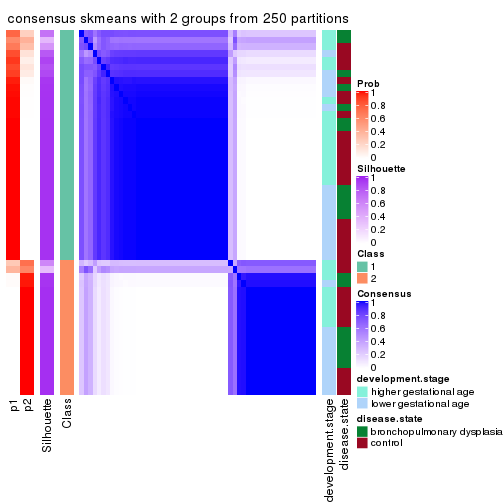 consensus skmeans with 2 groups from 250 partitions
Prob
1
0.8
0.6
0.4
0.2
0
Silhouette
1
0.8
0.6
0.4
0.2
0
Class
1
2
Consensus
1
0.8
0.6
0.4
0.2
0
development.stage
higher gestational age
lower gestational age
disease.state
bronchopulmonary dysplasia
control
p1
p2
Silhouette
Class
development.stage
disease.state